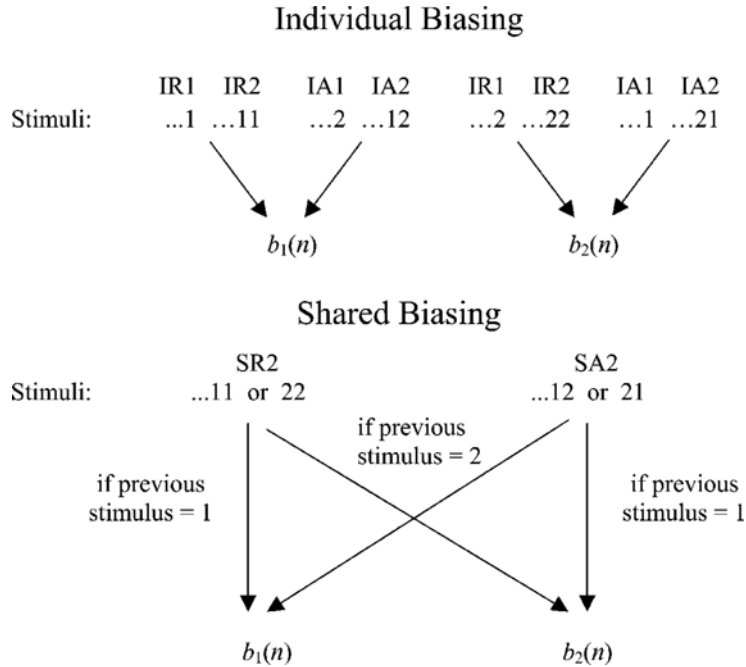 Individual Biasing
IR1 IR2 IA1 IA2 IR1 IR2 IA1 IA2
Stimuli: ...1 …11 …2 …12 …2 …22 …1 …21
b₁(n) b₂(n)
Shared Biasing
SR2 SA2
Stimuli: ...11 or 22 ...12 or 21
if previous
stimulus = 2
if previous
stimulus = 1
if previous
stimulus = 1
b₁(n) b₂(n)